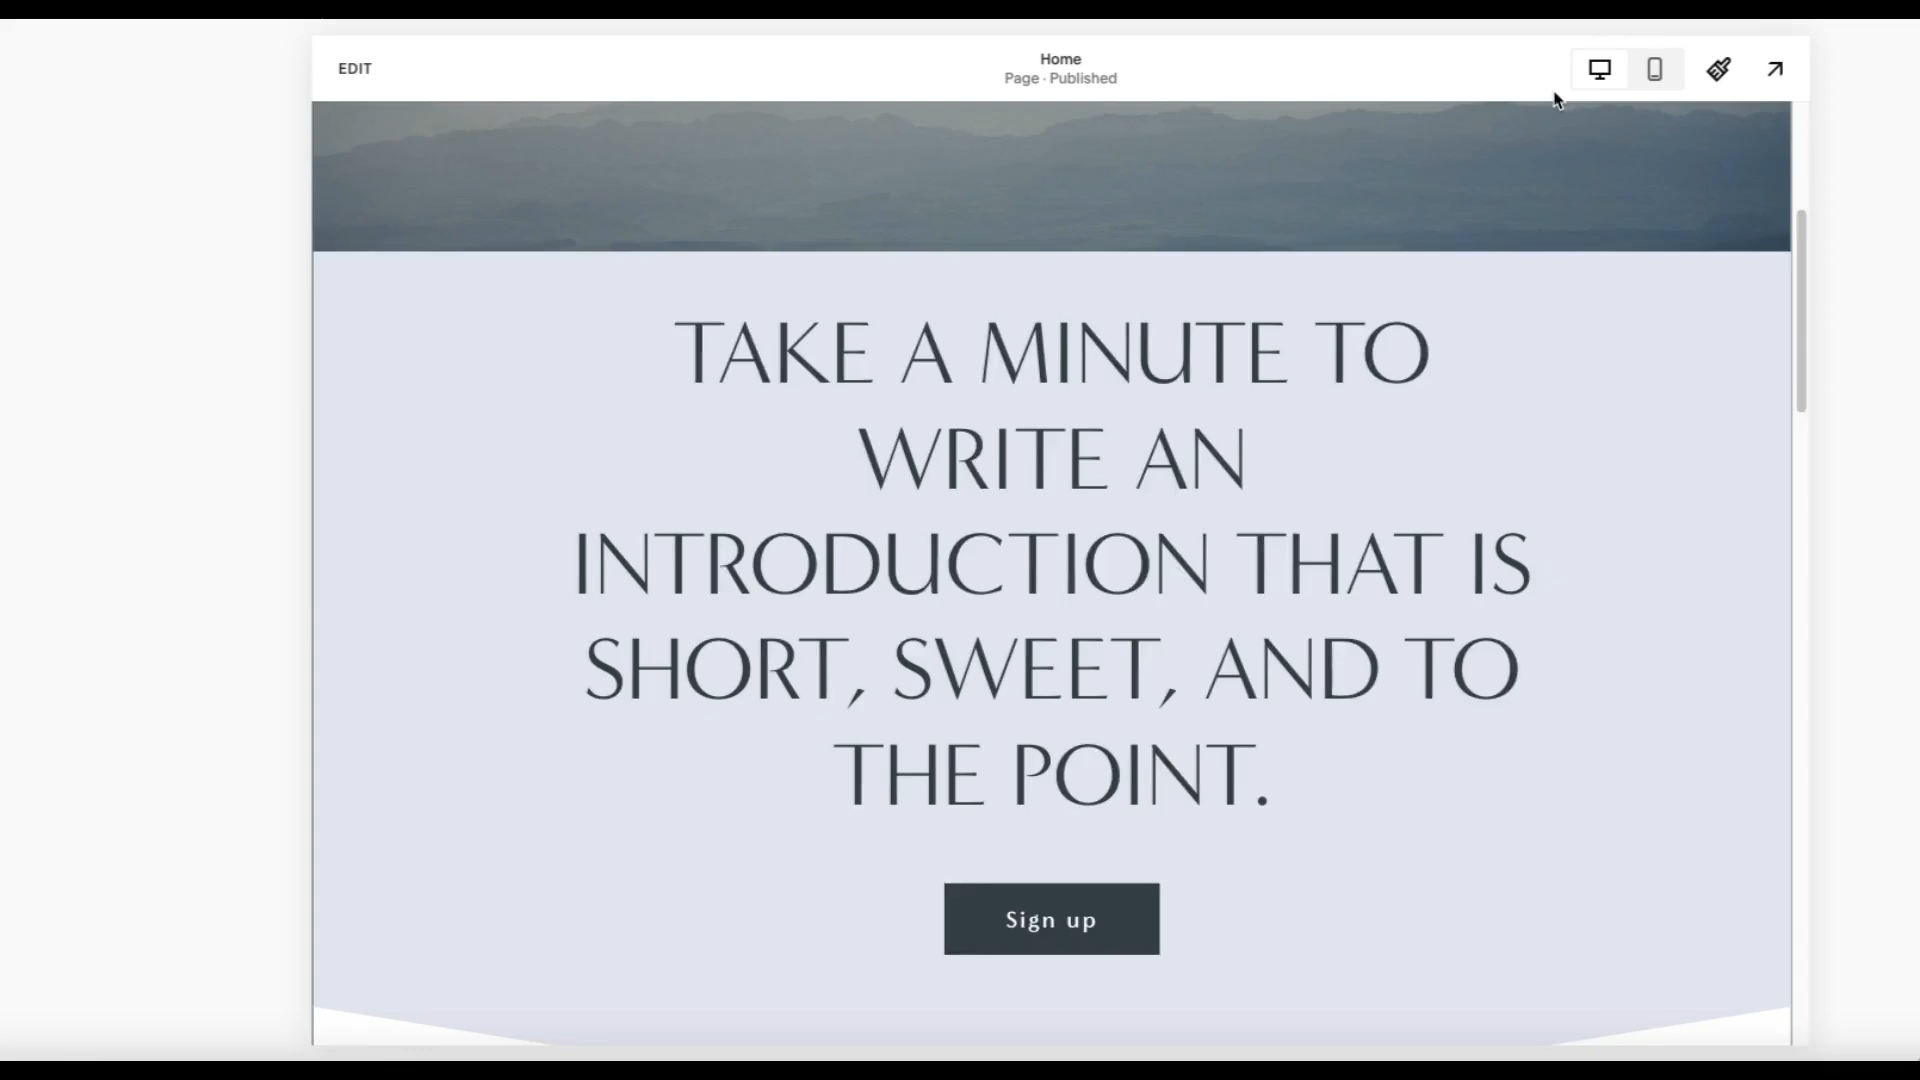 EDIT
Home
Page · Published
TAKE A MINUTE TO
WRITE AN
INTRODUCTION THAT IS
SHORT, SWEET, AND TO
THE POINT.
Sign up